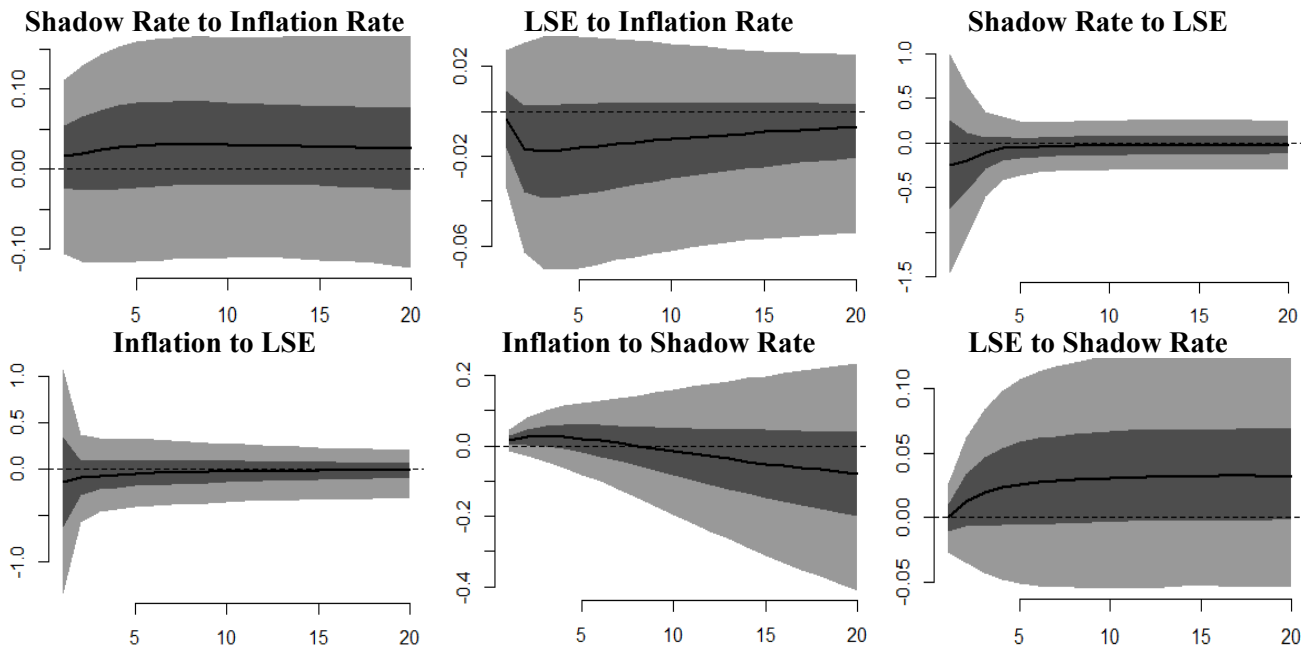 Shadow Rate to Inflation Rate
0.10
0.00
-0.10
5 10 15 20
LSE to Inflation Rate
0.02
-0.02
-0.06
5 10 15 20
Shadow Rate to LSE
1.0
0.5
0.0
-0.5
-1.5
5 10 15 20
Inflation to LSE
1.0
0.5
0.0
-1.0
5 10 15 20
Inflation to Shadow Rate
0.2
0.0
-0.2
-0.4
5 10 15 20
LSE to Shadow Rate
0.10
0.05
0.00
-0.05
5 10 15 20